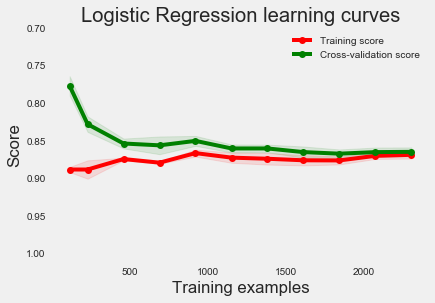 Logistic Regression learning curves
0.70
0.75
0.80
0.85
0.90
0.95
1.00
Score
Training score
Cross-validation score
500
1000
1500
2000
Training examples